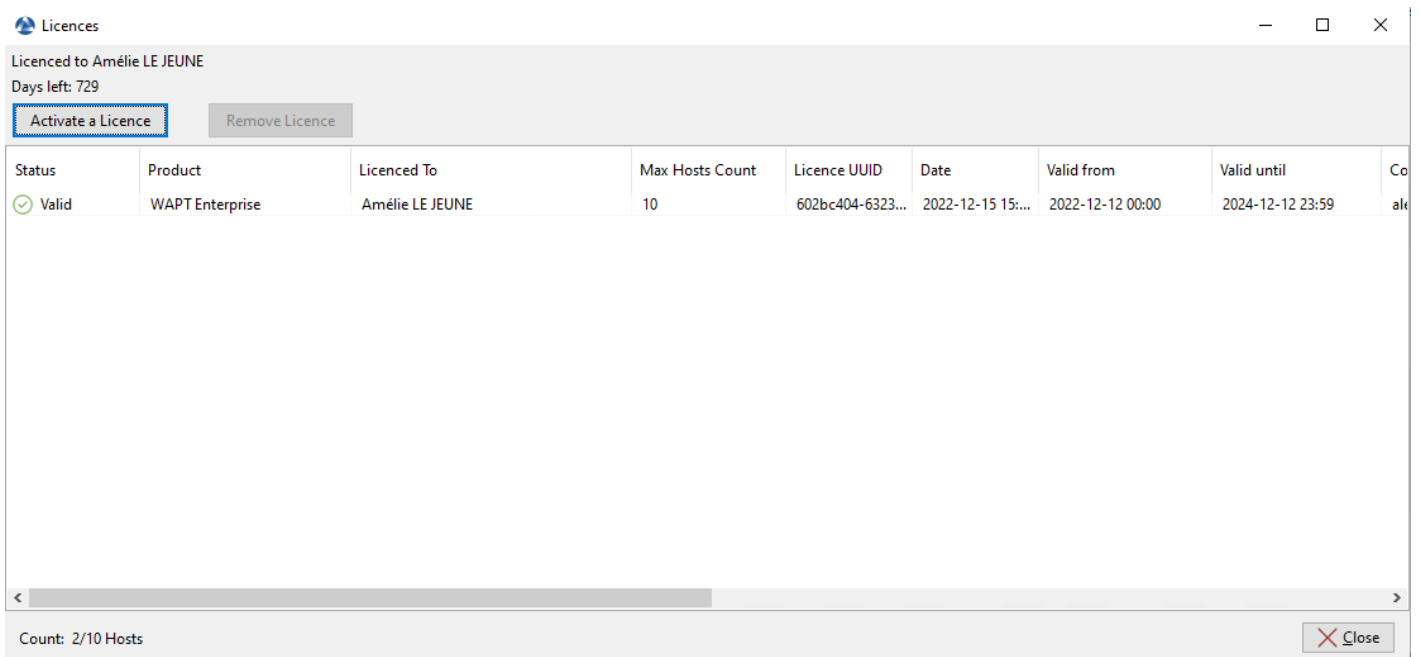 Licences
Licenced to Amélie LE JEUNE
Days left: 729
Activate a Licence Remove Licence
Status Product Licenced To Max Hosts Count Licence UUID Date Valid from Valid until Co
Valid WAPT Enterprise Amélie LE JEUNE 10 602bc404-6323... 2022-12-15 15:... 2022-12-12 00:00 2024-12-12 23:59 ale
Count: 2/10 Hosts Close